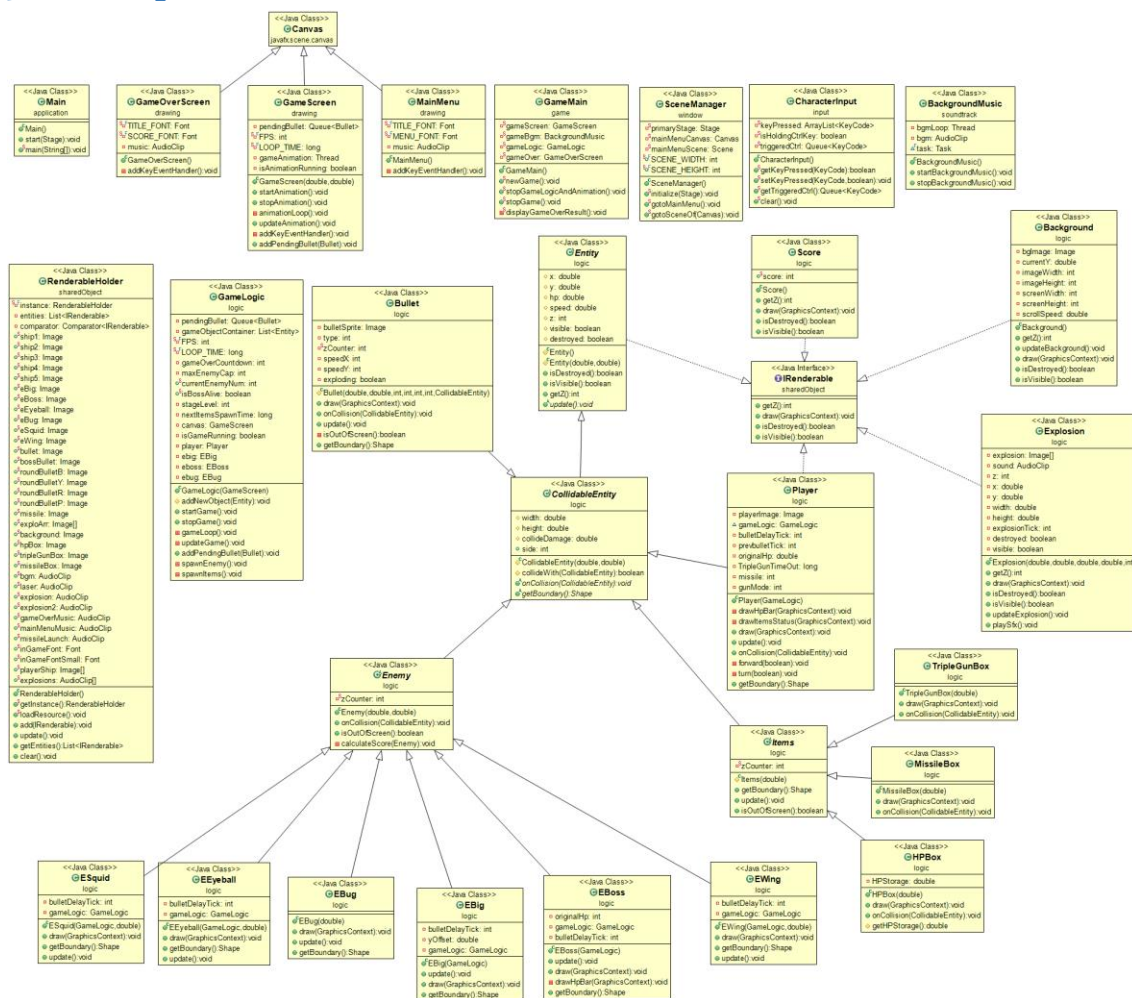 <<Java Class>>
Canvas
javafx.scene.canvas
<<Java Class>>
Main
application
Main()
start(Stage):void
main(String[]):void
<<Java Class>>
GameOverScreen
drawing
TITLE_FONT: Font
SCORE_FONT: Font
music: AudioClip
GameOverScreen()
addKeyEventHandler():void
<<Java Class>>
GameScreen
drawing
pendingBullet: Queue<Bullet>
FPS: int
LOOP_TIME: long
gameAnimation: Thread
isAnimationRunning: boolean
GameScreen(double,double)
startAnimation():void
stopAnimation():void
animationLoop():void
updateAnimation():void
addKeyEventHandler():void
addPendingBullet(Bullet):void
<<Java Class>>
MainMenu
drawing
TITLE_FONT: Font
MENU_FONT: Font
music: AudioClip
MainMenu()
addKeyEventHandler():void
<<Java Class>>
GameMain
game
gameScreen: GameScreen
gameBgm: BackgroundMusic
gameLogic: GameLogic
gameOver: GameOverScreen
GameMain()
newGame():void
stopGameLogicAndAnimation():void
stopGame():void
displayGameOverResult():void
<<Java Class>>
SceneManager
window
primaryStage: Stage
mainMenuCanvas: Canvas
mainMenuScene: Scene
SCENE_WIDTH: int
SCENE_HEIGHT: int
SceneManager()
initialize(Stage):void
gotoMainMenu():void
gotoSceneOf(Canvas):void
<<Java Class>>
CharacterInput
input
keyPressed: ArrayList<KeyCode>
isHoldingCtrlKey: boolean
triggeredCtrl: Queue<KeyCode>
CharacterInput()
getKeyPressed(KeyCode):boolean
setKeyPressed(KeyCode,boolean):void
getTriggeredCtrl():Queue<KeyCode>
clear():void
<<Java Class>>
BackgroundMusic
soundtrack
bgmLoop: Thread
bgm: AudioClip
task: Task
BackgroundMusic()
startBackgroundMusic():void
stopBackgroundMusic():void
<<Java Class>>
RenderableHolder
sharedObject
instance: RenderableHolder
entities: List<IRenderable>
comparator: Comparator<IRenderable>
ship1: Image
ship2: Image
ship3: Image
ship4: Image
ship5: Image
eBig: Image
eBoss: Image
eEyeball: Image
eBug: Image
eSquid: Image
eWing: Image
bullet: Image
bossBullet: Image
roundBulletB: Image
roundBulletY: Image
roundBulletR: Image
roundBulletP: Image
missile: Image
exploArr: Image[]
background: Image
hpBox: Image
tripleGunBox: Image
missileBox: Image
bgm: AudioClip
laser: AudioClip
explosion: AudioClip
explosion2: AudioClip
gameOverMusic: AudioClip
mainMenuMusic: AudioClip
missileLaunch: AudioClip
inGameFont: Font
inGameFontSmall: Font
playerShip: Image[]
explosions: AudioClip[]
RenderableHolder()
getInstance():RenderableHolder
loadResource():void
add(IRenderable):void
update():void
getEntities():List<IRenderable>
clear():void
<<Java Class>>
GameLogic
logic
pendingBullet: Queue<Bullet>
gameObjectContainer: List<Entity>
FPS: int
LOOP_TIME: long
gameOverCountdown: int
maxEnemyCap: int
currentEnemyNum: int
isBossAlive: boolean
stageLevel: int
nextItemsSpawnTime: long
canvas: GameScreen
isGameRunning: boolean
player: Player
ebig: EBig
eboss: EBoss
ebug: EBug
GameLogic(GameScreen)
addNewObject(Entity):void
startGame():void
stopGame():void
gameLoop():void
updateGame():void
addPendingBullet(Bullet):void
spawnEnemy():void
spawnItems():void
<<Java Class>>
Bullet
logic
bulletSprite: Image
type: int
zCounter: int
speedX: int
speedY: int
exploding: boolean
Bullet(double,double,int,int,int,int,CollidableEntity)
draw(GraphicsContext):void
onCollision(CollidableEntity):void
update():void
isOutOfScreen():boolean
getBoundary():Shape
<<Java Class>>
Entity
logic
x: double
y: double
hp: double
speed: double
z: int
visible: boolean
destroyed: boolean
Entity()
Entity(double,double)
isDestroyed():boolean
isVisible():boolean
getZ():int
update():void
<<Java Class>>
Score
logic
score: int
Score()
getZ():int
draw(GraphicsContext):void
isDestroyed():boolean
isVisible():boolean
<<Java Class>>
Background
logic
bgImage: Image
currentY: double
imageWidth: int
imageHeight: int
screenWidth: int
screenHeight: int
scrollSpeed: double
Background()
getZ():int
updateBackground():void
draw(GraphicsContext):void
isDestroyed():boolean
isVisible():boolean
<<Java Interface>>
IRenderable
sharedObject
getZ():int
draw(GraphicsContext):void
isDestroyed():boolean
isVisible():boolean
<<Java Class>>
Explosion
logic
explosion: Image[]
sound: AudioClip
z: int
x: double
y: double
width: double
height: double
explosionTick: int
destroyed: boolean
visible: boolean
Explosion(double,double,double,double,int)
getZ():int
draw(GraphicsContext):void
isDestroyed():boolean
isVisible():boolean
updateExplosion():void
playSfx():void
<<Java Class>>
CollidableEntity
logic
width: double
height: double
collideDamage: double
side: int
CollidableEntity(double,double)
collideWith(CollidableEntity):boolean
onCollision(CollidableEntity):void
getBoundary():Shape
<<Java Class>>
Player
logic
playerImage: Image
gameLogic: GameLogic
bulletDelayTick: int
prevbulletTick: int
originalHp: double
TripleGunTimeOut: long
missile: int
gunMode: int
Player(GameLogic)
drawHpBar(GraphicsContext):void
drawItemsStatus(GraphicsContext):void
draw(GraphicsContext):void
update():void
onCollision(CollidableEntity):void
forward(boolean):void
turn(boolean):void
getBoundary():Shape
<<Java Class>>
Enemy
logic
zCounter: int
Enemy(double,double)
onCollision(CollidableEntity):void
isOutOfScreen():boolean
calculateScore(Enemy):void
<<Java Class>>
TripleGunBox
logic
TripleGunBox(double)
draw(GraphicsContext):void
onCollision(CollidableEntity):void
<<Java Class>>
Items
logic
zCounter: int
Items(double)
getBoundary():Shape
update():void
isOutOfScreen():boolean
<<Java Class>>
MissileBox
logic
MissileBox(double)
draw(GraphicsContext):void
onCollision(CollidableEntity):void
<<Java Class>>
HPBox
logic
HPStorage: double
HPBox(double)
draw(GraphicsContext):void
onCollision(CollidableEntity):void
getHPStorage():double
<<Java Class>>
ESquid
logic
bulletDelayTick: int
gameLogic: GameLogic
ESquid(GameLogic,double)
draw(GraphicsContext):void
getBoundary():Shape
update():void
<<Java Class>>
EEyeball
logic
bulletDelayTick: int
gameLogic: GameLogic
EEyeball(GameLogic,double)
draw(GraphicsContext):void
getBoundary():Shape
update():void
<<Java Class>>
EBug
logic
EBug(double)
draw(GraphicsContext):void
update():void
getBoundary():Shape
<<Java Class>>
EBig
logic
bulletDelayTick: int
yOffset: double
gameLogic: GameLogic
EBig(GameLogic)
update():void
draw(GraphicsContext):void
getBoundary():Shape
<<Java Class>>
EBoss
logic
originalHp: int
gameLogic: GameLogic
bulletDelayTick: int
EBoss(GameLogic)
update():void
draw(GraphicsContext):void
drawHpBar(GraphicsContext):void
getBoundary():Shape
<<Java Class>>
EWing
logic
bulletDelayTick: int
gameLogic: GameLogic
EWing(GameLogic,double)
draw(GraphicsContext):void
getBoundary():Shape
update():void